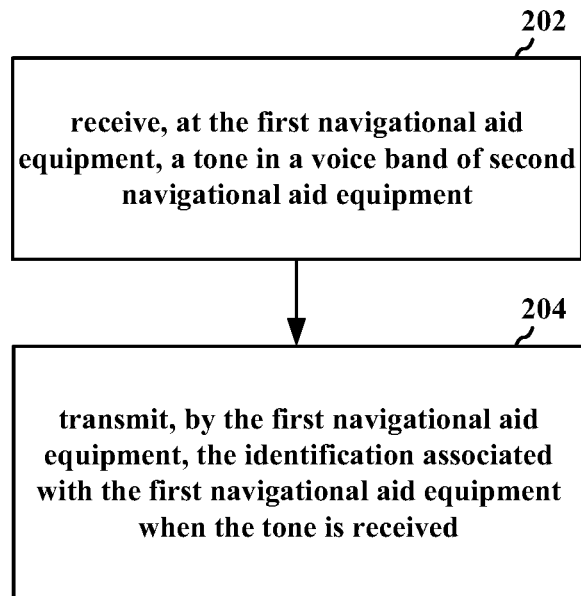 202
receive, at the first navigational aid
equipment, a tone in a voice band of second
navigational aid equipment
204
transmit, by the first navigational aid
equipment, the identification associated
with the first navigational aid equipment
when the tone is received